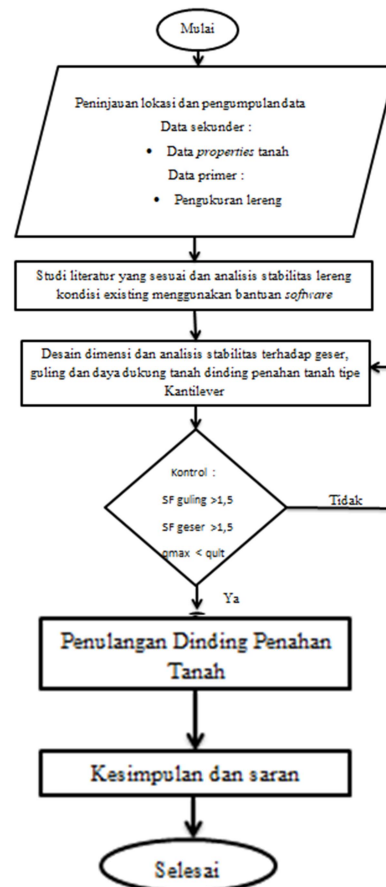 Mulai
Peninjauan lokasi dan pengumpulan data
Data sekunder :
• Data properties tanah
Data primer :
• Pengukuran lereng
Studi literatur yang sesuai dan analisis stabilitas lereng
kondisi existing menggunakan bantuan software
Desain dimensi dan analisis stabilitas terhadap geser,
guling dan daya dukung tanah dinding penahan tanah tipe
Kantilever
Kontrol :
SF guling >1,5
SF geser >1,5
qmax < qult
Tidak
Ya
Penulangan Dinding Penahan
Tanah
Kesimpulan dan saran
Selesai